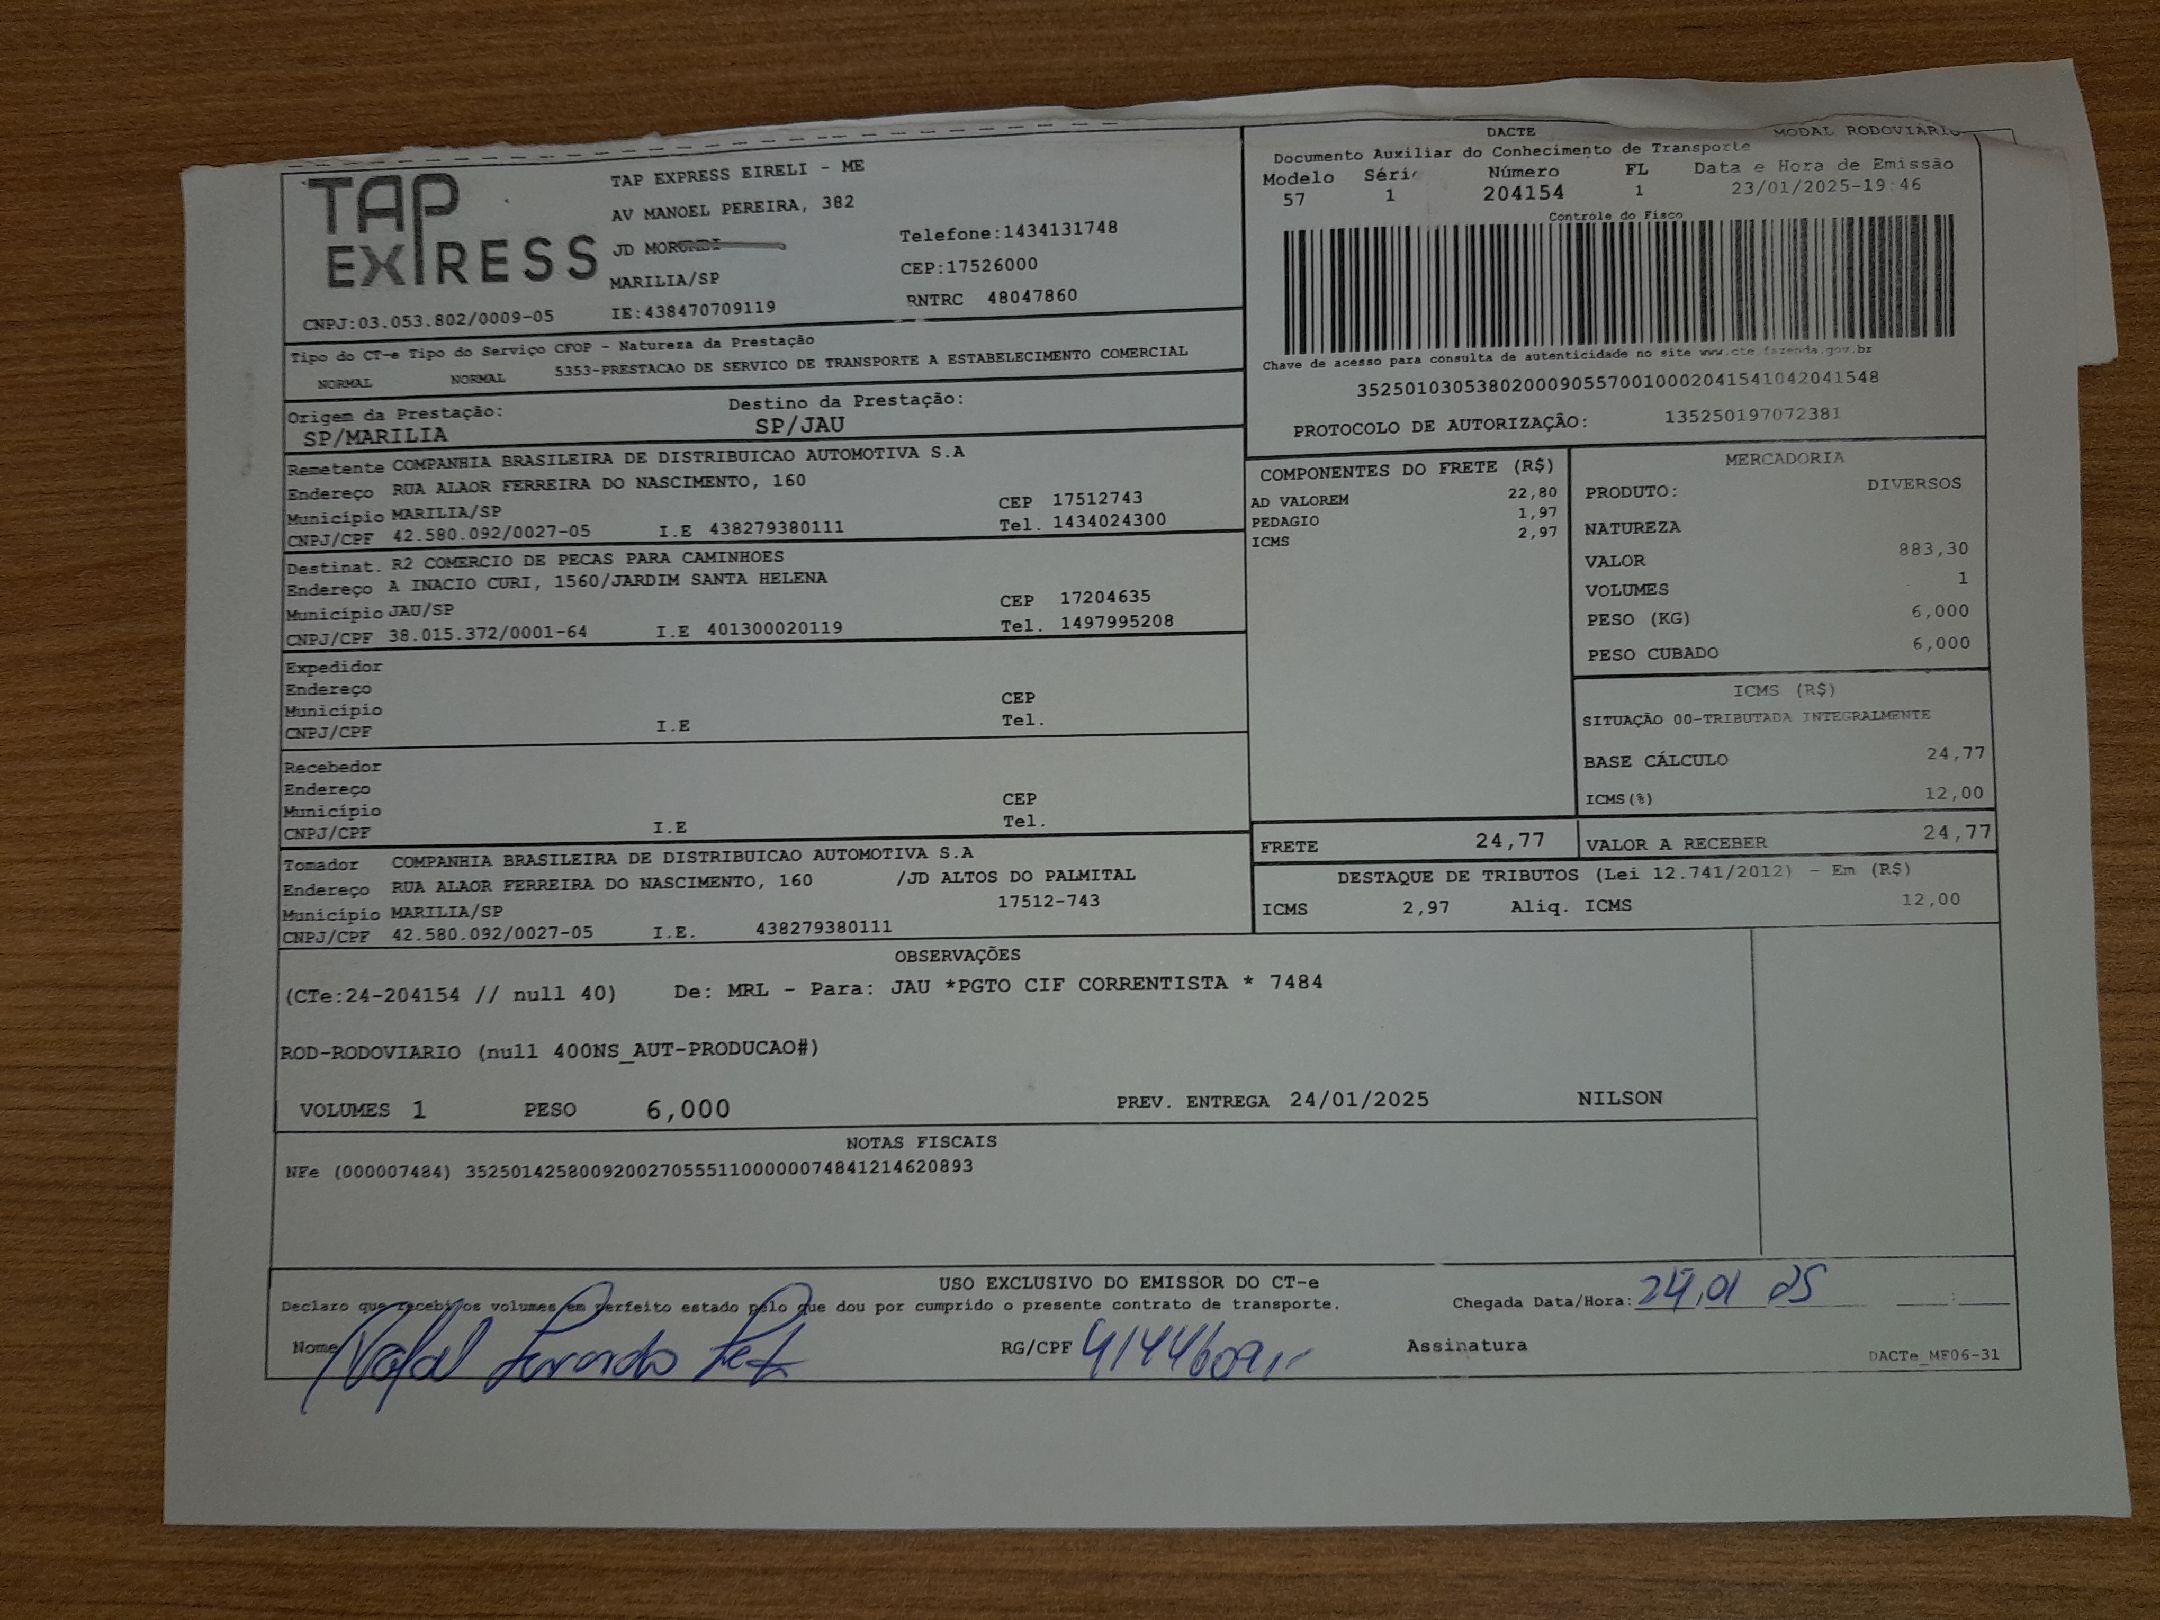 TAP
EXPRESS
TAP EXPRESS EIRELI - ME
AV MANOEL PEREIRA, 382
JD MORUMBI
Telefone:1434131748
MARILIA/SP
CEP:17526000
CNPJ:03.053.802/0009-05
IE:438470709119
RNTRC 48047860
DACTE
MODAL RODOVIARIO
Documento Auxiliar do Conhecimento de Transporte
Modelo Séri Número FL Data e Hora de Emissão
57 1 204154 1 23/01/2025-19:46
Controle do Fisco
Chave de acesso para consulta de autenticidade no site www.cte.fazenda.gov.br
35250103053802000905570010002041541042041548
PROTOCOLO DE AUTORIZAÇÃO: 135250197072381
Tipo do CT-e Tipo do Serviço CFOP - Natureza da Prestação
NORMAL NORMAL 5353-PRESTACAO DE SERVICO DE TRANSPORTE A ESTABELECIMENTO COMERCIAL
Origem da Prestação: Destino da Prestação:
SP/MARILIA SP/JAU
Remetente COMPANHIA BRASILEIRA DE DISTRIBUICAO AUTOMOTIVA S.A
Endereço RUA ALAOR FERREIRA DO NASCIMENTO, 160
Município MARILIA/SP CEP 17512743
CNPJ/CPF 42.580.092/0027-05 I.E 438279380111 Tel. 1434024300
Destinat. R2 COMERCIO DE PECAS PARA CAMINHOES
Endereço A INACIO CURI, 1560/JARDIM SANTA HELENA
Município JAU/SP CEP 17204635
CNPJ/CPF 38.015.372/0001-64 I.E 401300020119 Tel. 1497995208
Expedidor
Endereço
Município CEP
CNPJ/CPF I.E Tel.
Recebedor
Endereço
Município CEP
CNPJ/CPF I.E Tel.
Tomador COMPANHIA BRASILEIRA DE DISTRIBUICAO AUTOMOTIVA S.A
Endereço RUA ALAOR FERREIRA DO NASCIMENTO, 160 /JD ALTOS DO PALMITAL
Município MARILIA/SP 17512-743
CNPJ/CPF 42.580.092/0027-05 I.E. 438279380111
COMPONENTES DO FRETE (R$)
AD VALOREM 22,80
PEDAGIO 1,97
ICMS 2,97
MERCADORIA
PRODUTO: DIVERSOS
NATUREZA
VALOR 883,30
VOLUMES 1
PESO (KG) 6,000
PESO CUBADO 6,000
ICMS (R$)
SITUAÇÃO 00-TRIBUTADA INTEGRALMENTE
BASE CÁLCULO 24,77
ICMS(%) 12,00
FRETE 24,77 VALOR A RECEBER 24,77
DESTAQUE DE TRIBUTOS (Lei 12.741/2012) - Em (R$)
ICMS 2,97 Aliq. ICMS 12,00
OBSERVAÇÕES
(CTe:24-204154 // null 40) De: MRL - Para: JAU *PGTO CIF CORRENTISTA * 7484
ROD-RODOVIARIO (null 400NS_AUT-PRODUCAO#)
VOLUMES 1 PESO 6,000 PREV. ENTREGA 24/01/2025 NILSON
NOTAS FISCAIS
NFe (000007484) 35250142580092002705551100000074841214620893
USO EXCLUSIVO DO EMISSOR DO CT-e
Declaro que recebi os volumes em perfeito estado pelo que dou por cumprido o presente contrato de transporte.
Chegada Data/Hora: 24,01 25 :
Nome RG/CPF Assinatura
DACTe_MF06-31